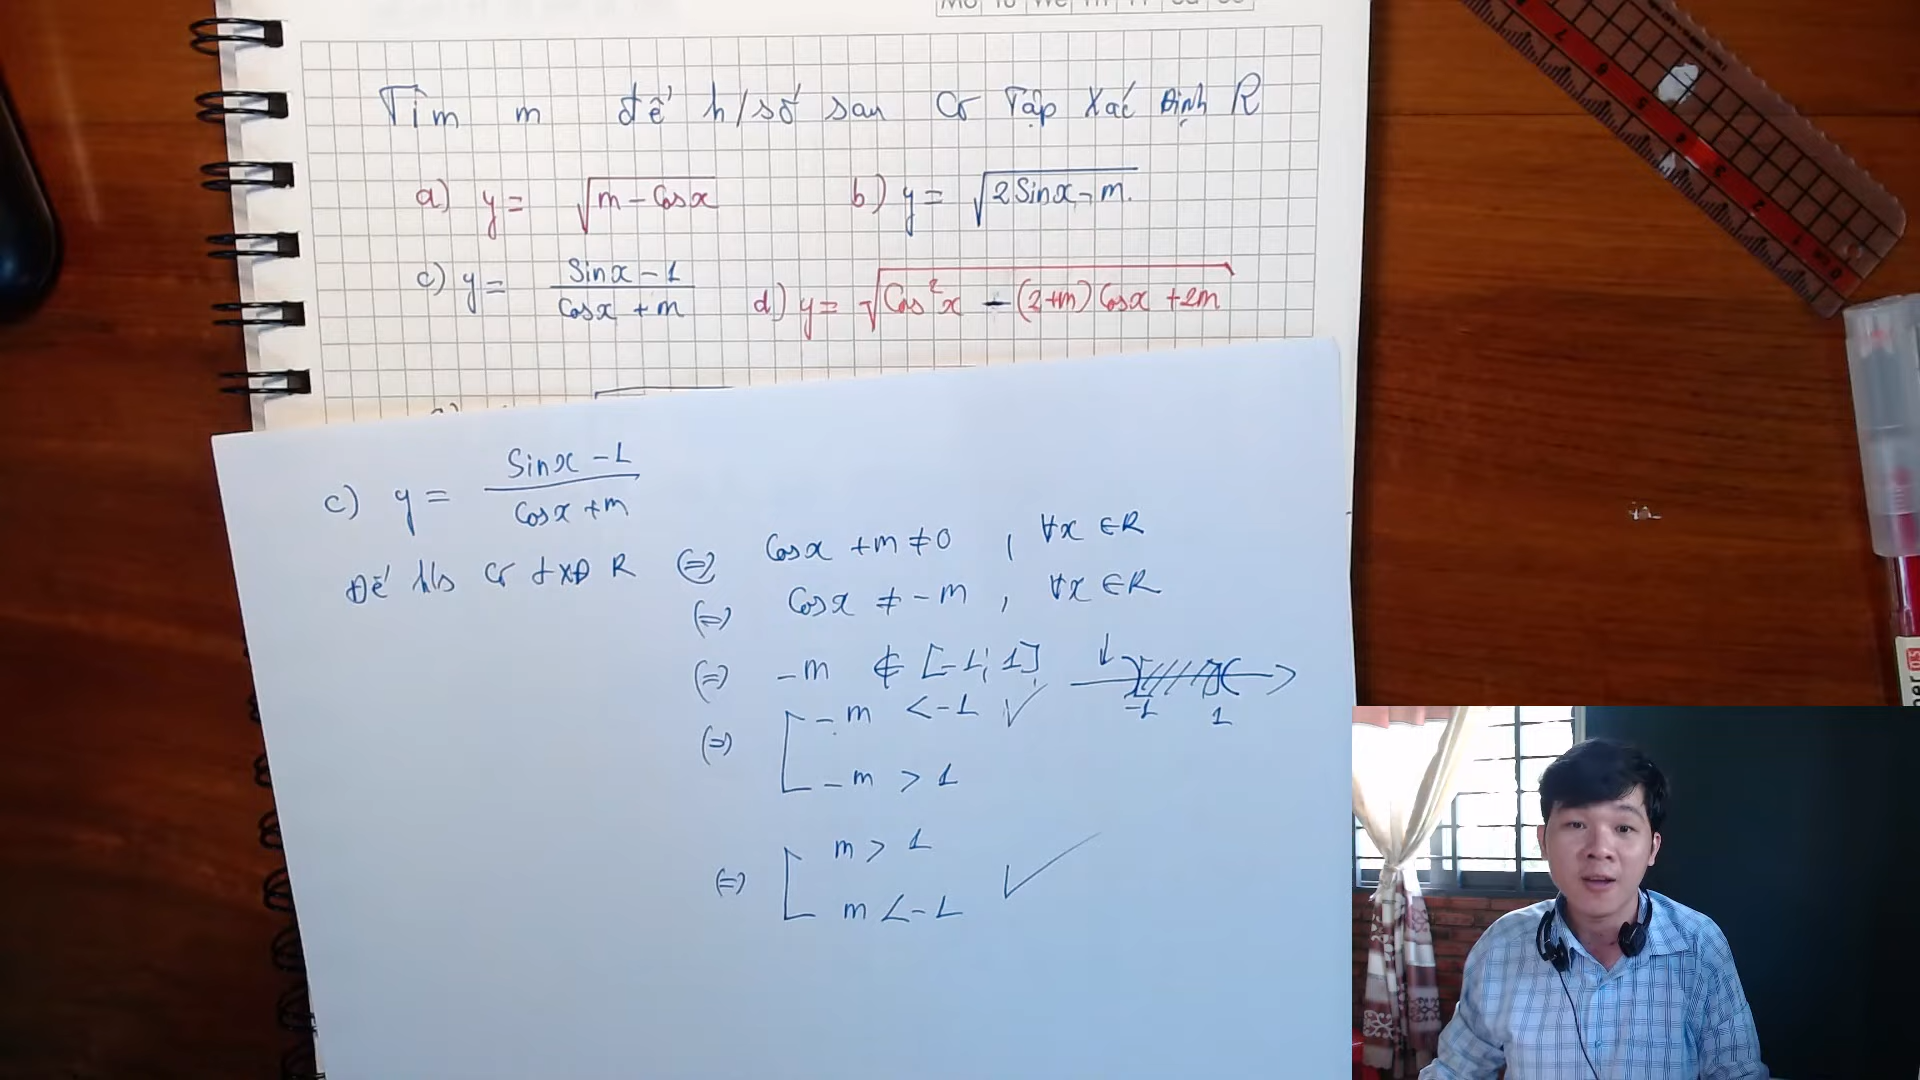 Tìm m để h/số sau có Tập Xác Định R
a) y = √(m - Cosx)  b) y = √(2Sinx - m)
c) y = (Sinx - 1)/(Cosx + m)  d) y = √(Cos²x - (2+m)Cosx + 2m)
c) y = (Sinx - 1)/(Cosx + m)
Để h/s có txĐ R (=) Cosx + m ≠ 0 , ∀x ∈ R
(=) Cosx ≠ -m , ∀x ∈ R
(=) -m ∉ [-1; 1]
-1 1
(=) [ -m < -1 ✓
-m > 1
(=) [ m > 1
m < -1 ✓